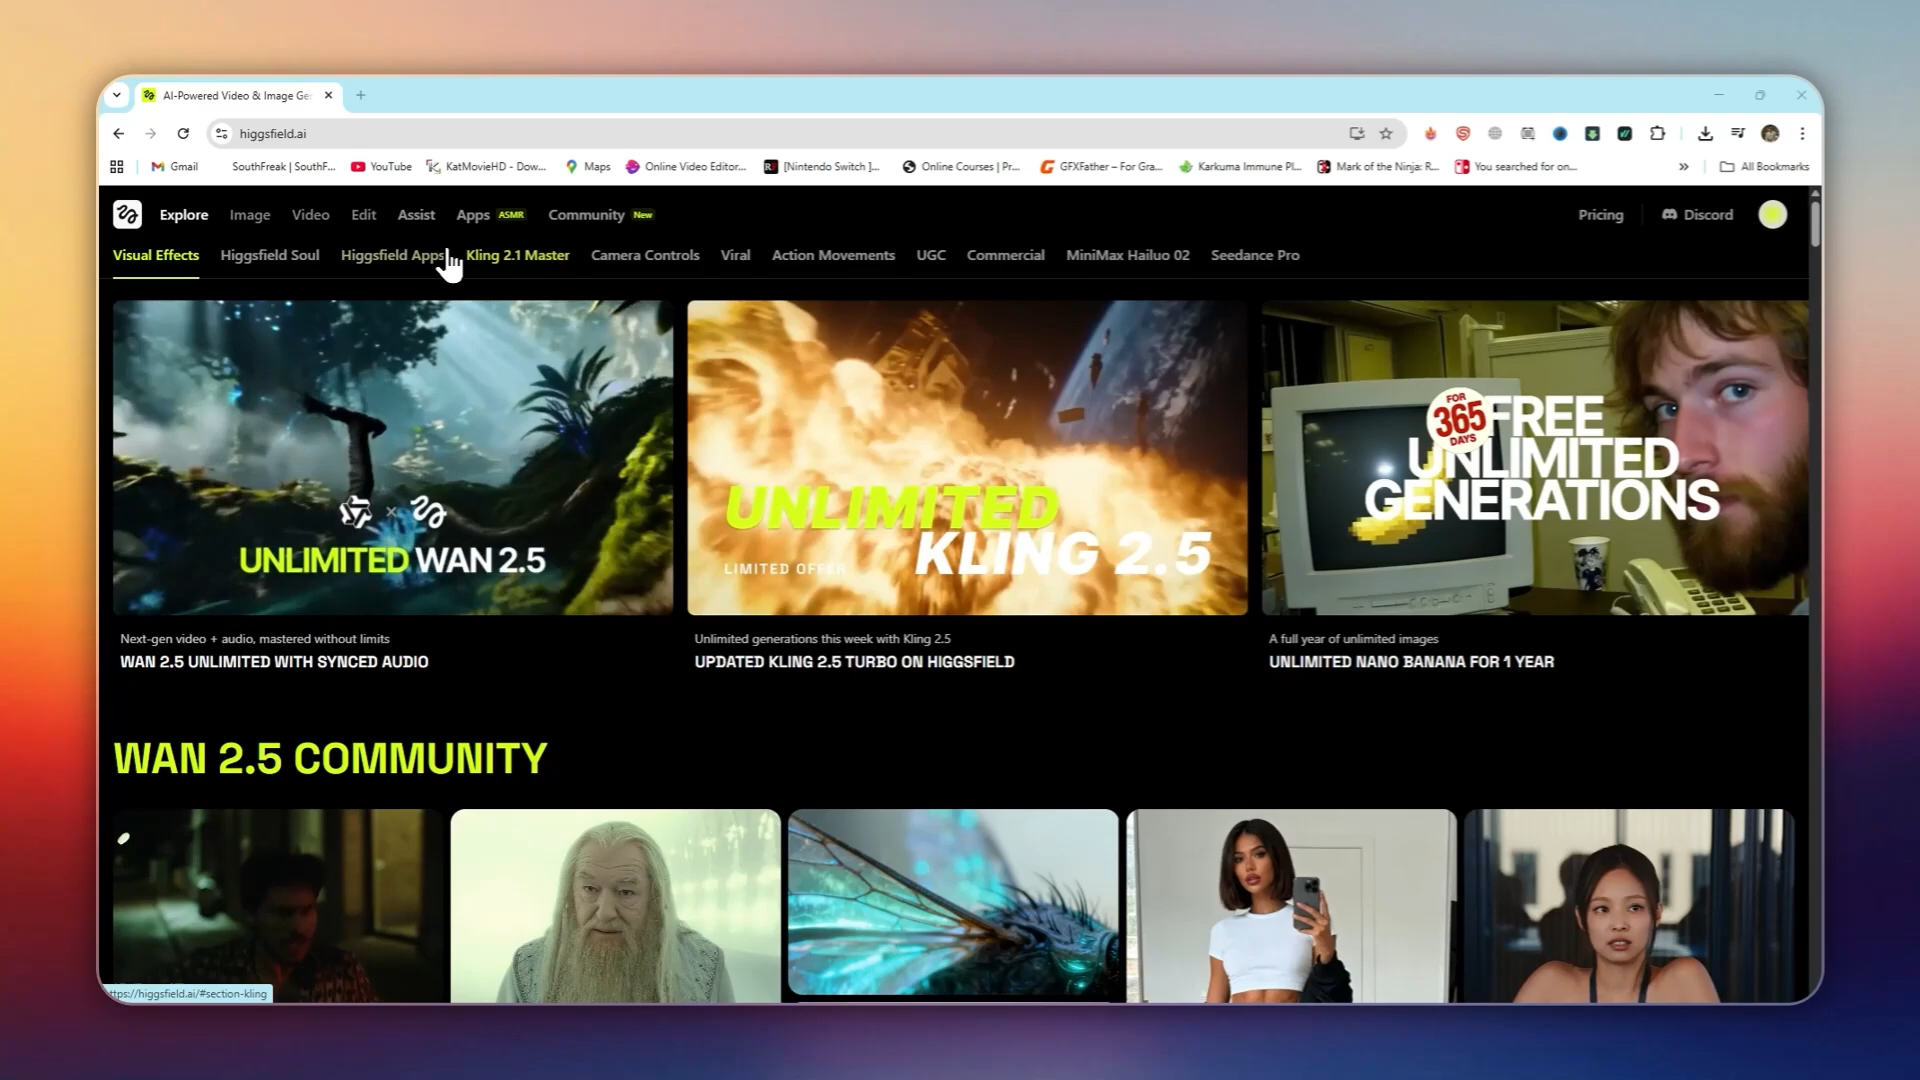 AI-Powered Video & Image Ge
higgsfield.ai
Gmail
SouthFreak | SouthF...
YouTube
KatMovieHD - Dow...
Maps
Online Video Editor...
[Nintendo Switch ]...
Online Courses | Pr...
GFXFather – For Gra...
Karkuma Immune Pl...
Mark of the Ninja: R...
You searched for on...
All Bookmarks
Explore
Image
Video
Edit
Assist
Apps ASMR
Community New
Pricing
Discord
Visual Effects
Higgsfield Soul
Higgsfield Apps
Kling 2.1 Master
Camera Controls
Viral
Action Movements
UGC
Commercial
MiniMax Hailuo 02
Seedance Pro
UNLIMITED WAN 2.5
UNLIMITED
KLING 2.5
LIMITED OFFER
FOR
365
DAYS
FREE
UNLIMITED
GENERATIONS
Next-gen video + audio, mastered without limits
WAN 2.5 UNLIMITED WITH SYNCED AUDIO
Unlimited generations this week with Kling 2.5
UPDATED KLING 2.5 TURBO ON HIGGSFIELD
A full year of unlimited images
UNLIMITED NANO BANANA FOR 1 YEAR
WAN 2.5 COMMUNITY
ttps://higgsfield.ai/#section-kling